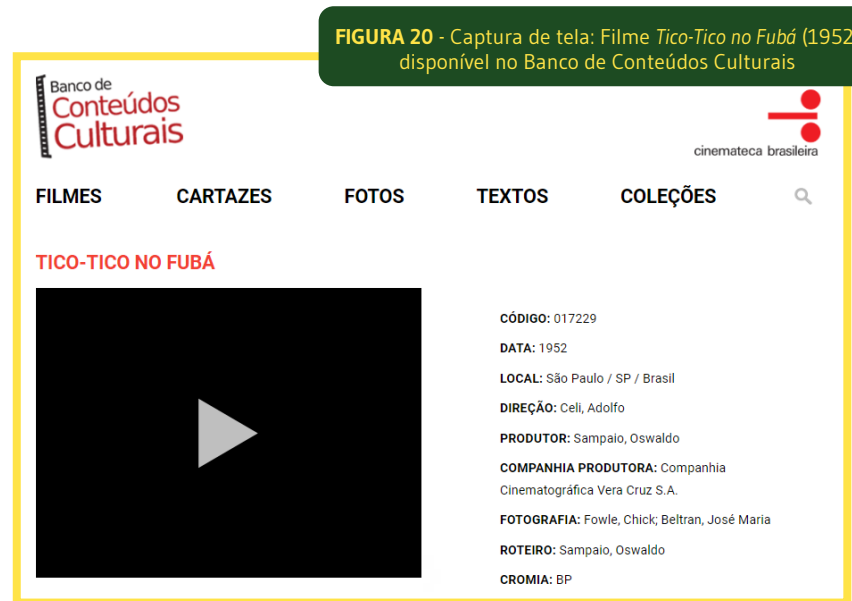 FIGURA 20 - Captura de tela: Filme Tico-Tico no Fubá (1952
disponível no Banco de Conteúdos Culturais
Banco de
Conteúdos
Culturais
cinemateca brasileira
FILMES CARTAZES FOTOS TEXTOS COLEÇÕES
TICO-TICO NO FUBÁ
CÓDIGO: 017229
DATA: 1952
LOCAL: São Paulo / SP / Brasil
DIREÇÃO: Celi, Adolfo
PRODUTOR: Sampaio, Oswaldo
COMPANHIA PRODUTORA: Companhia
Cinematográfica Vera Cruz S.A.
FOTOGRAFIA: Fowle, Chick; Beltran, José Maria
ROTEIRO: Sampaio, Oswaldo
CROMIA: BP